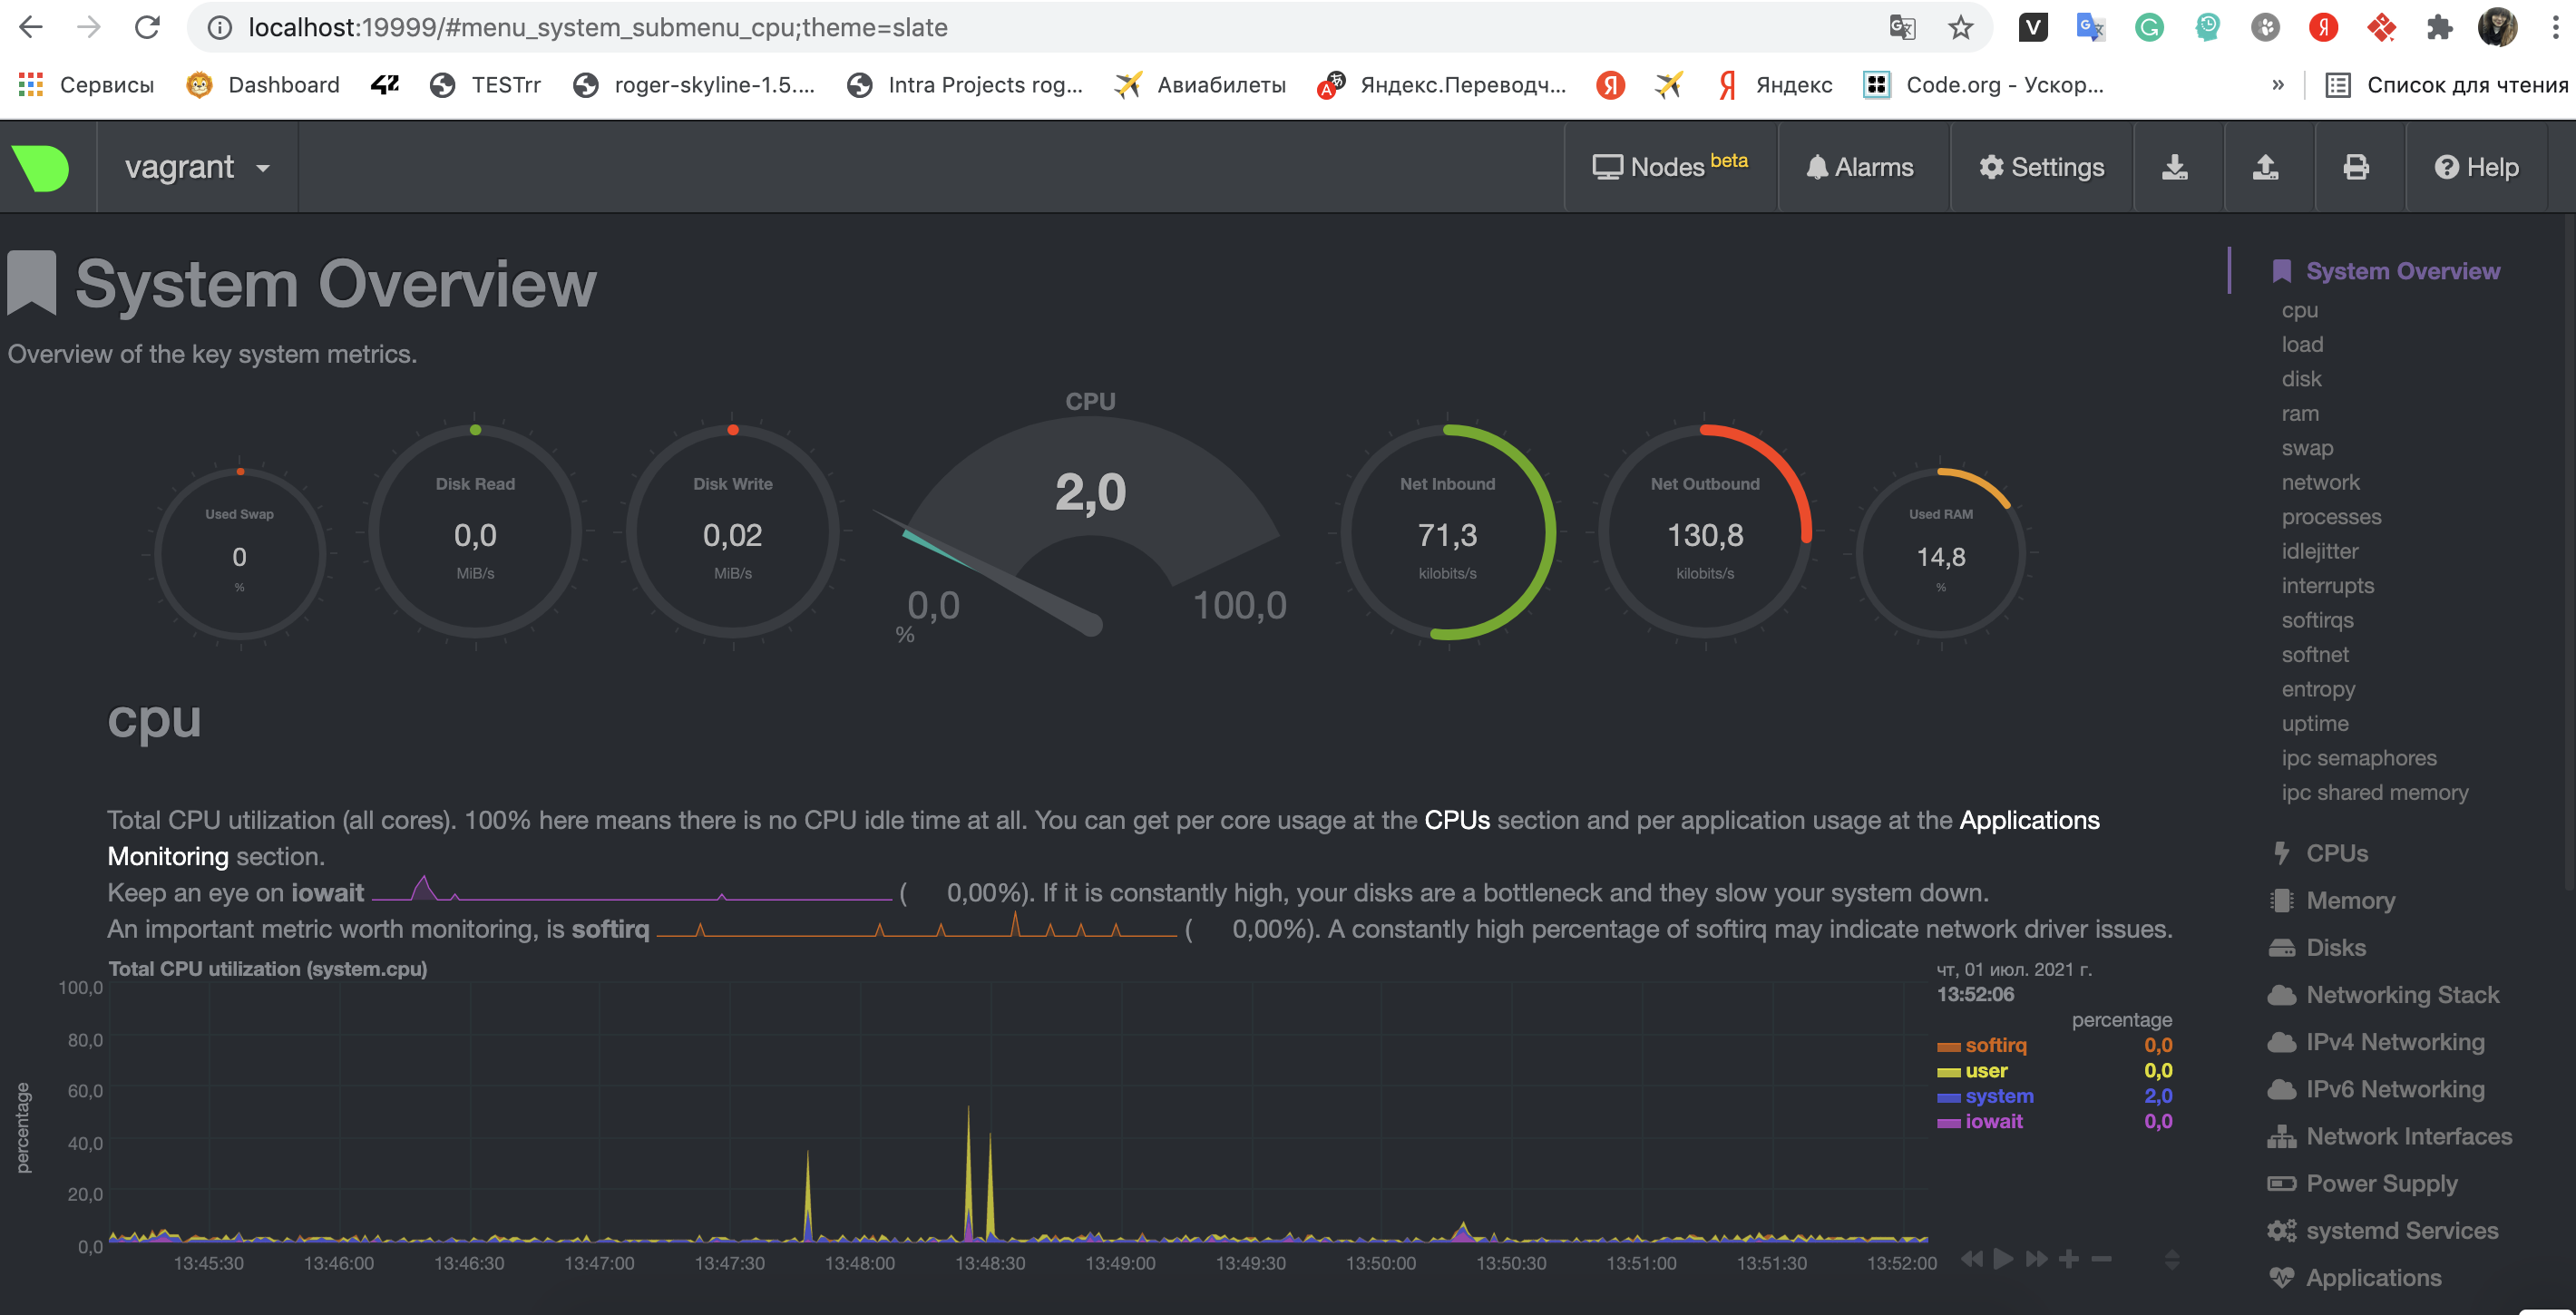 localhost:19999/#menu_system_submenu_cpu;theme=slate
Сервисы Dashboard TESTrr roger-skyline-1.5.... Intra Projects rog... Авиабилеты Яндекс.Переводч... Яндекс Code.org - Ускор... » Список для чтения
vagrant Nodes beta Alarms Settings Help
System Overview
Overview of the key system metrics.
CPU
Used Swap
0
%
Disk Read
0,0
MiB/s
Disk Write
0,02
MiB/s
2,0
0,0 100,0
%
Net Inbound
71,3
kilobits/s
Net Outbound
130,8
kilobits/s
Used RAM
14,8
%
cpu
Total CPU utilization (all cores). 100% here means there is no CPU idle time at all. You can get per core usage at the CPUs section and per application usage at the Applications
Monitoring section.
Keep an eye on iowait ( 0,00%). If it is constantly high, your disks are a bottleneck and they slow your system down.
An important metric worth monitoring, is softirq ( 0,00%). A constantly high percentage of softirq may indicate network driver issues.
Total CPU utilization (system.cpu)
чт, 01 июл. 2021 г.
13:52:06
percentage
softirq 0,0
user 0,0
system 2,0
iowait 0,0
percentage
100,0
80,0
60,0
40,0
20,0
0,0
13:45:30 13:46:00 13:46:30 13:47:00 13:47:30 13:48:00 13:48:30 13:49:00 13:49:30 13:50:00 13:50:30 13:51:00 13:51:30 13:52:00
System Overview
cpu
load
disk
ram
swap
network
processes
idlejitter
interrupts
softirqs
softnet
entropy
uptime
ipc semaphores
ipc shared memory
CPUs
Memory
Disks
Networking Stack
IPv4 Networking
IPv6 Networking
Network Interfaces
Power Supply
systemd Services
Applications